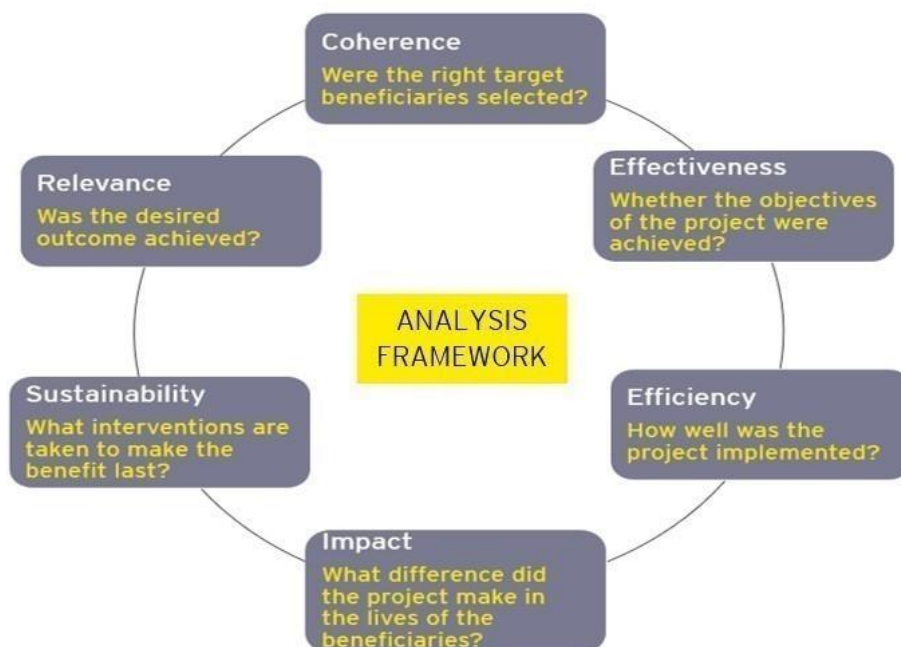 Coherence
Were the right target
beneficiaries selected?
Effectiveness
Whether the objectives
of the project were
achieved?
Relevance
Was the desired
outcome achieved?
ANALYSIS
FRAMEWORK
Efficiency
How well was the
project implemented?
Sustainability
What interventions are
taken to make the
benefit last?
Impact
What difference did
the project make in
the lives of the
beneficiaries?